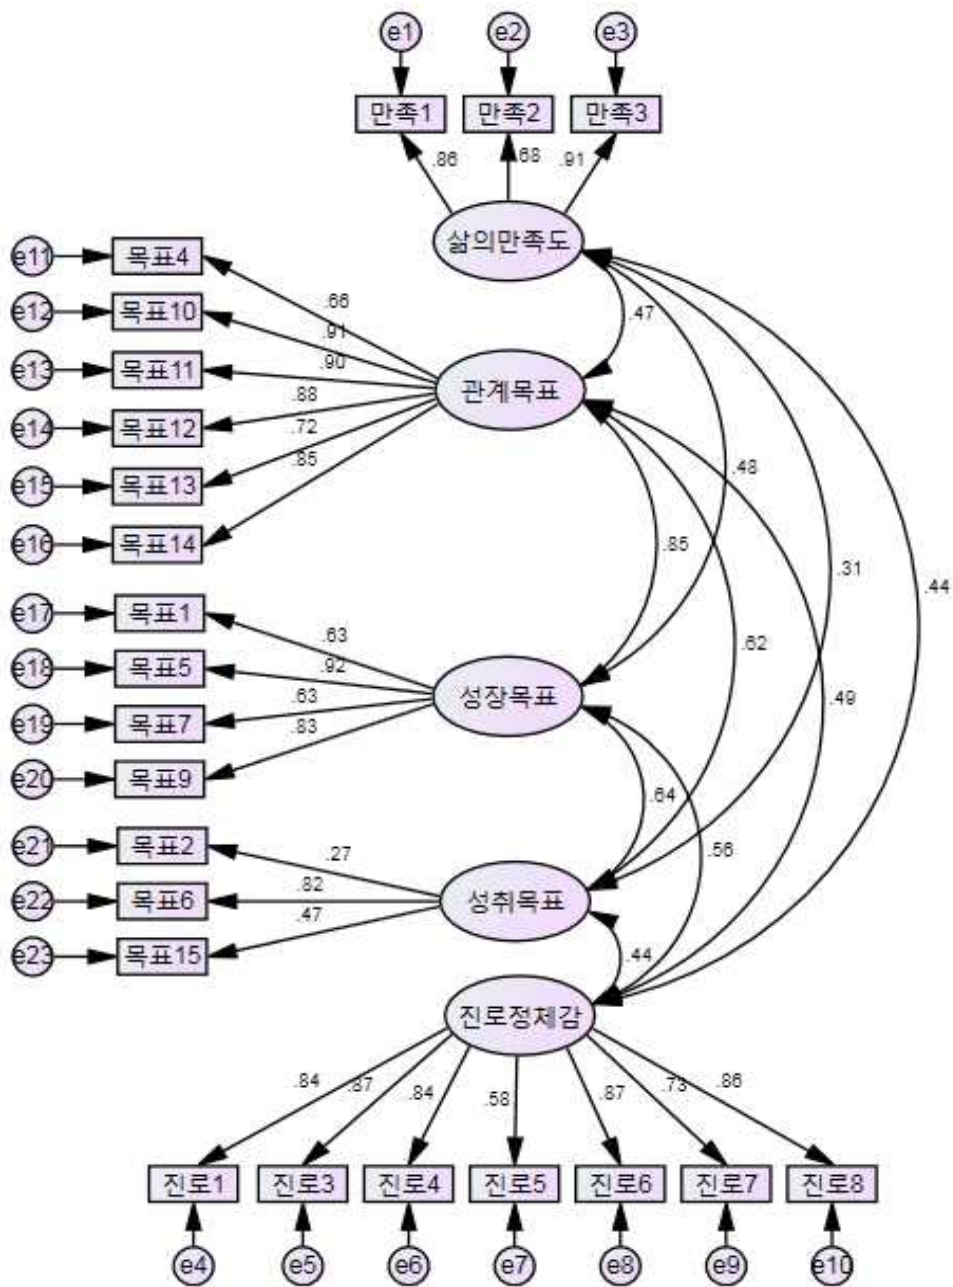 e1 e2 e3
만족1 만족2 만족3
.86 .68 .91
삶의만족도
e11 목표4
e12 목표10
e13 목표11
e14 목표12
e15 목표13
e16 목표14
.66
.91
.90
.88
.72
.85
관계목표
.47
.48
.85
.31
.44
.62
.49
e17 목표1
e18 목표5
e19 목표7
e20 목표9
.63
.92
.63
.83
성장목표
.64
.56
e21 목표2
e22 목표6
e23 목표15
.27
.82
.47
성취목표
.44
진로정체감
.84 .87 .84 .58 .87 .73 .86
진로1 진로3 진로4 진로5 진로6 진로7 진로8
e4 e5 e6 e7 e8 e9 e10